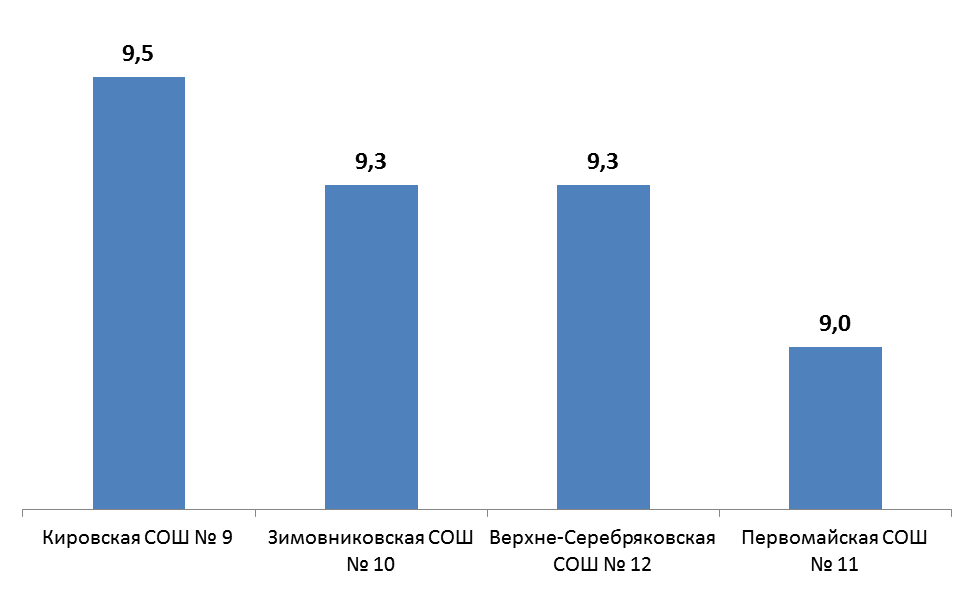 9,5
9,3
9,3
9,0
Кировская СОШ № 9
Зимовниковская СОШ
№ 10
Верхне-Серебряковская
СОШ № 12
Первомайская СОШ
№ 11